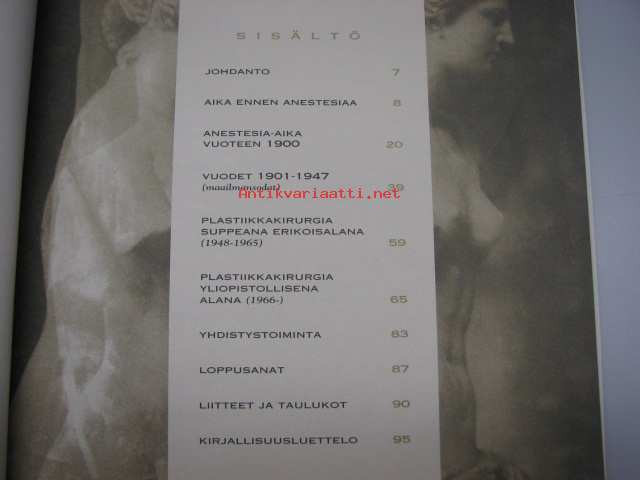 SISÄLTÖ
JOHDANTO 7
AIKA ENNEN ANESTESIAA 8
ANESTESIA-AIKA
VUOTEEN 1900 20
VUODET 1901-1947
(maailmansodat) 39
Antikvariaatti.net
PLASTIIKKAKIRURGIA
SUPPEANA ERIKOISALANA
(1948-1965) 59
PLASTIIKKAKIRURGIA
YLIOPISTOLLISENA
ALANA (1966-) 65
YHDISTYSTOIMINTA 83
LOPPUSANAT 87
LIITTEET JA TAULUKOT 90
KIRJALLISUUSLUETTELO 95